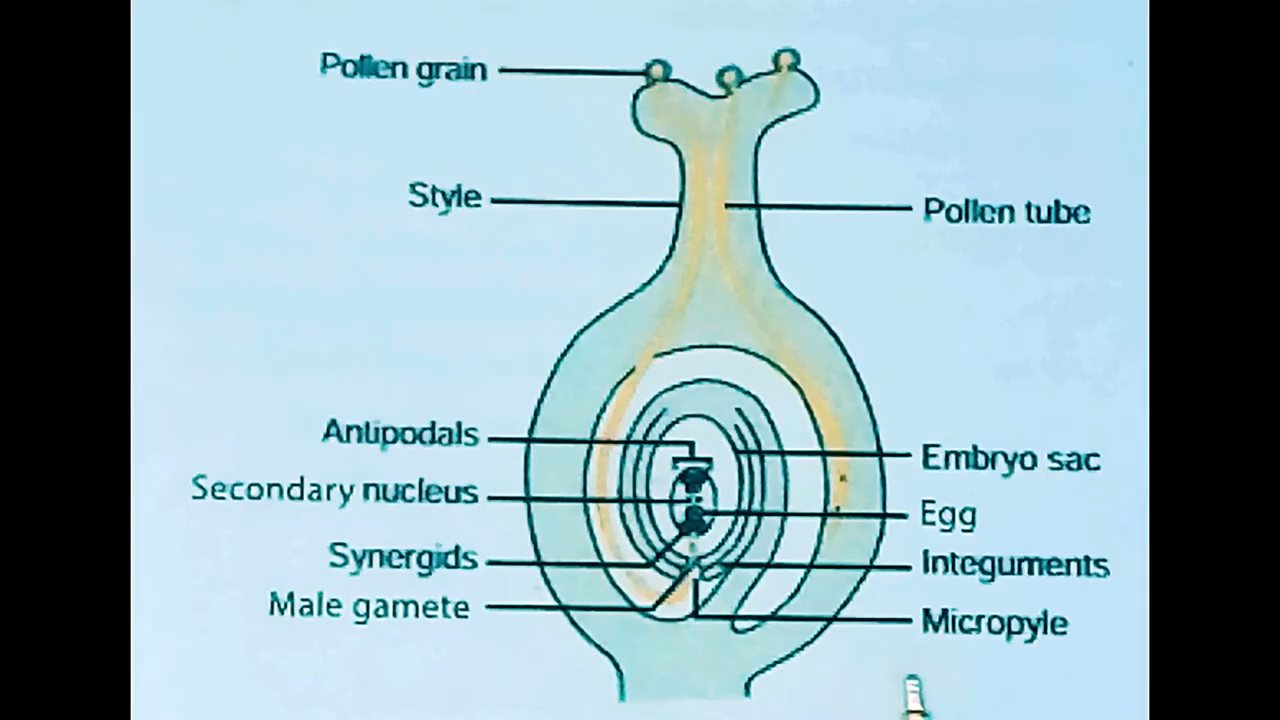 Pollen grain
Style
Pollen tube
Antipodals
Embryo sac
Secondary nucleus
Egg
Synergids
Integuments
Male gamete
Micropyle